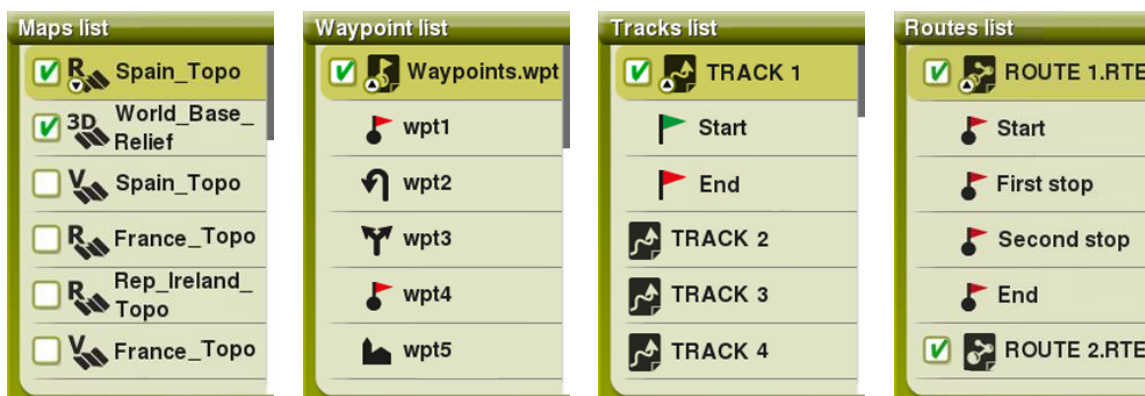 Maps list
R Spain_Topo
3D World_Base_
Relief
V Spain_Topo
R France_Topo
R Rep_Ireland_
Topo
V France_Topo
Waypoint list
Waypoints.wpt
wpt1
wpt2
wpt3
wpt4
wpt5
Tracks list
TRACK 1
Start
End
TRACK 2
TRACK 3
TRACK 4
Routes list
ROUTE 1.RTE
Start
First stop
Second stop
End
ROUTE 2.RTE